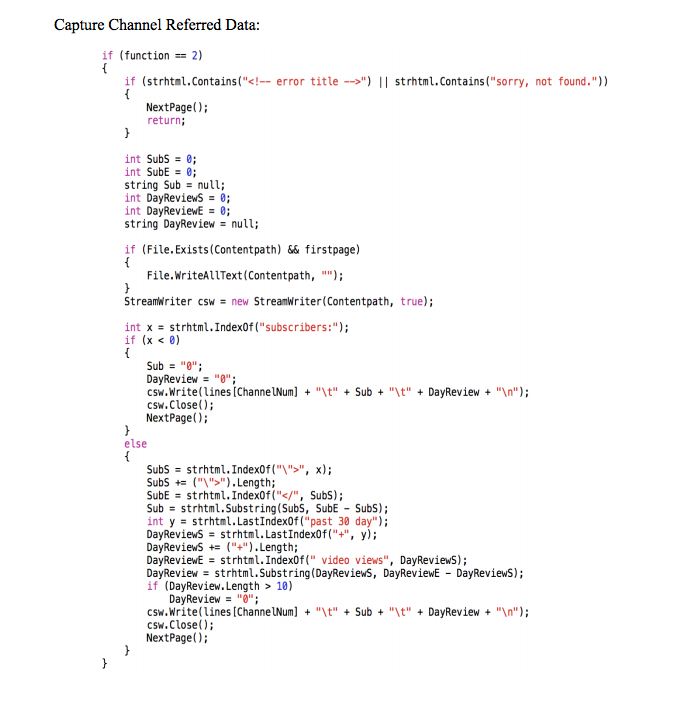 Capture Channel Referred Data:
if (function == 2)
{
if (strhtml.Contains("<!-- error title -->") || strhtml.Contains("sorry, not found."))
{
NextPage();
return;
}
int SubS = 0;
int SubE = 0;
string Sub = null;
int DayReviewS = 0;
int DayReviewE = 0;
string DayReview = null;
if (File.Exists(Contentpath) && firstpage)
{
File.WriteAllText(Contentpath, "");
}
StreamWriter csw = new StreamWriter(Contentpath, true);
int x = strhtml.IndexOf("subscribers:");
if (x < 0)
{
Sub = "0";
DayReview = "0";
csw.Write(lines[ChannelNum] + "\t" + Sub + "\t" + DayReview + "\n");
csw.Close();
NextPage();
}
else
{
SubS = strhtml.IndexOf("\">", x);
SubS += ("\">").Length;
SubE = strhtml.IndexOf("</", SubS);
Sub = strhtml.Substring(SubS, SubE - SubS);
int y = strhtml.LastIndexOf("past 30 day");
DayReviewS = strhtml.LastIndexOf("+", y);
DayReviewS += ("+").Length;
DayReviewE = strhtml.IndexOf(" video views", DayReviewS);
DayReview = strhtml.Substring(DayReviewS, DayReviewE - DayReviewS);
if (DayReview.Length > 10)
DayReview = "0";
csw.Write(lines[ChannelNum] + "\t" + Sub + "\t" + DayReview + "\n");
csw.Close();
NextPage();
}
}